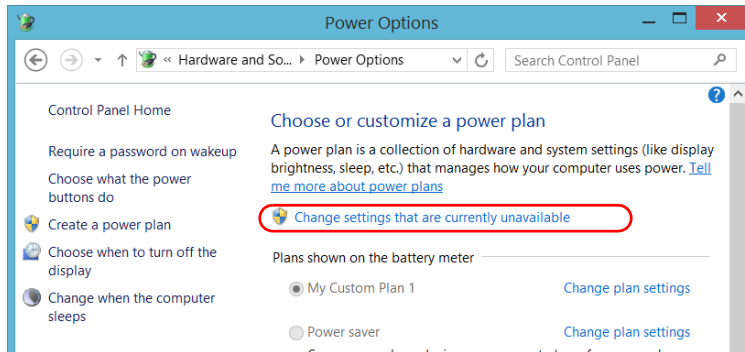 Power Options
« Hardware and So... Power Options
Search Control Panel
Control Panel Home
Require a password on wakeup
Choose what the power
buttons do
Create a power plan
Choose when to turn off the
display
Change when the computer
sleeps
Choose or customize a power plan
A power plan is a collection of hardware and system settings (like display
brightness, sleep, etc.) that manages how your computer uses power. Tell
me more about power plans
Change settings that are currently unavailable
Plans shown on the battery meter
My Custom Plan 1 Change plan settings
Power saver Change plan settings